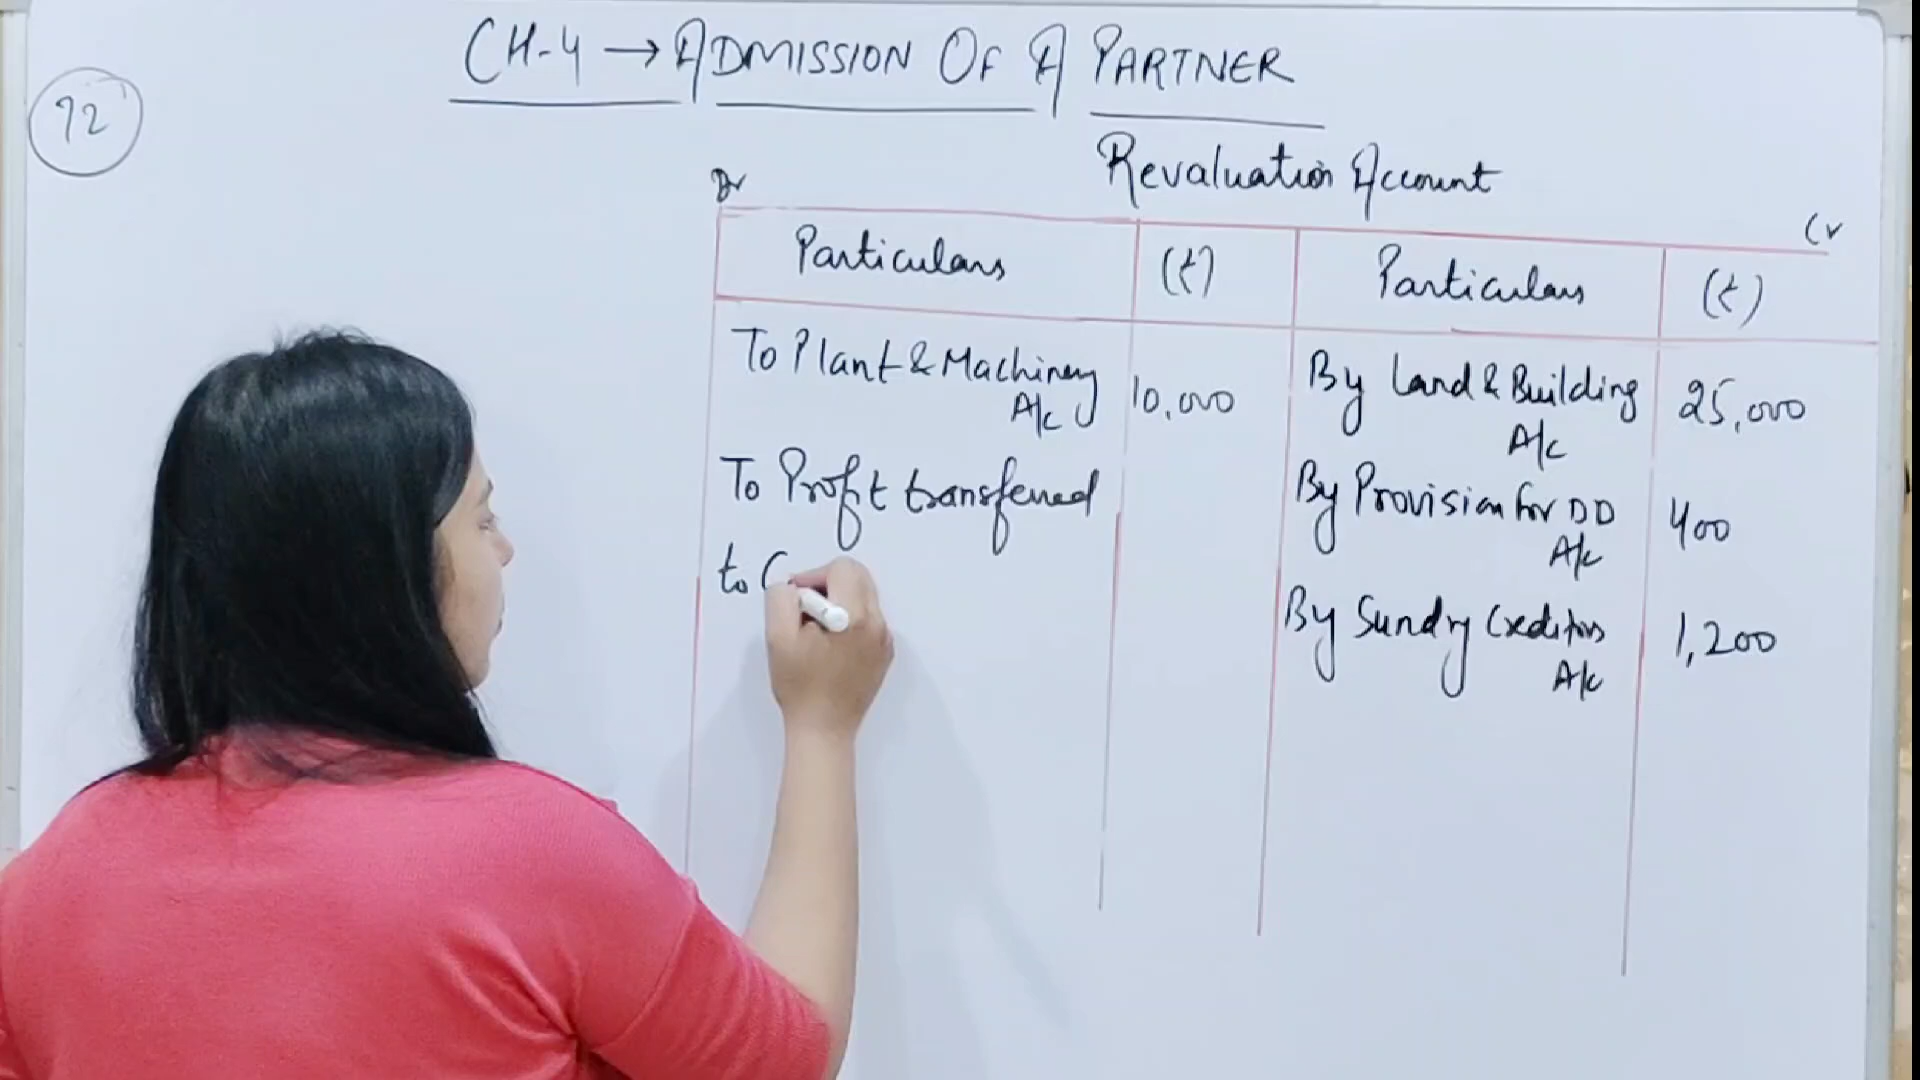 CH-4 → ADMISSION OF A PARTNER
92
Revaluation Account
Dr
Cr
Particulars (₹) Particulars (₹)
To Plant & Machinery A/c 10,000
By Land & Building A/c 25,000
To Profit transferred
to C
By Provision for DD A/c 400
By Sundry Creditors A/c 1,200